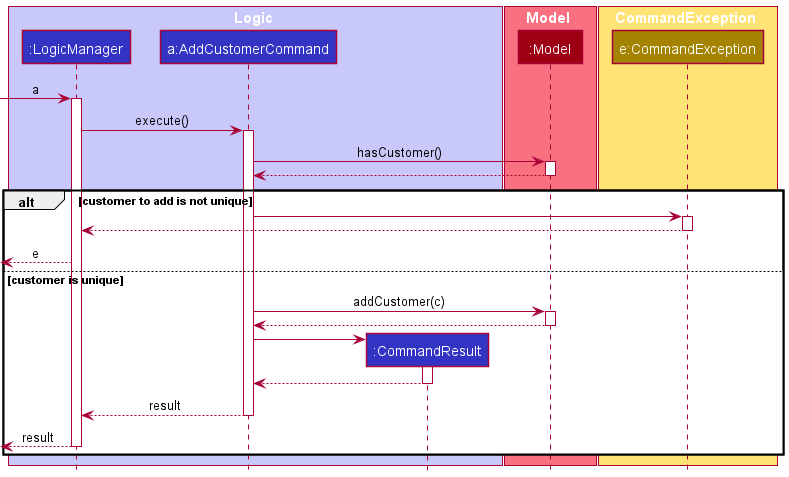 Logic Model CommandException
:LogicManager a:AddCustomerCommand :Model e:CommandException
a
execute()
hasCustomer()
alt [customer to add is not unique]
e
[customer is unique]
addCustomer(c)
:CommandResult
result
result